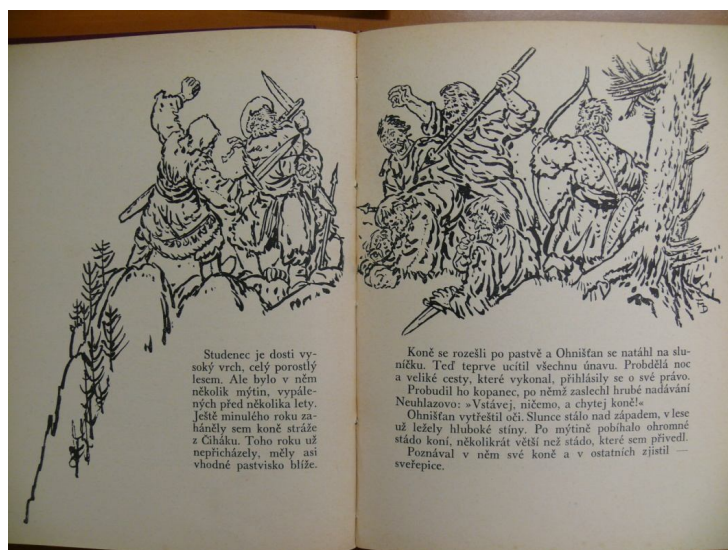 Studenec je dosti vy-
soký vrch, celý porostlý
lesem. Ale bylo v něm
několik mýtin, vypále-
ných před několika lety.
Ještě minulého roku za-
háněly sem koně stráže
z Čiháku. Toho roku už
nepřicházely, měly asi
vhodné pastvisko blíže.
Koně se rozešli po pastvě a Ohnišťan se natáhl na slu-
níčku. Teď teprve ucítil všechnu únavu. Probdělá noc
a veliké cesty, které vykonal, přihlásily se o své právo.
Probudil ho kopanec, po němž zaslechl hrubé nadávání
Neuhlazovo: »Vstávej, ničemo, a chytej koně!«
Ohnišťan vytřeštil oči. Slunce stálo nad západem, v lese
už ležely hluboké stíny. Po mýtině pobíhalo ohromné
stádo koní, několikrát větší než stádo, které sem přivedl.
Poznával v něm své koně a v ostatních zjistil —
sveřepice.